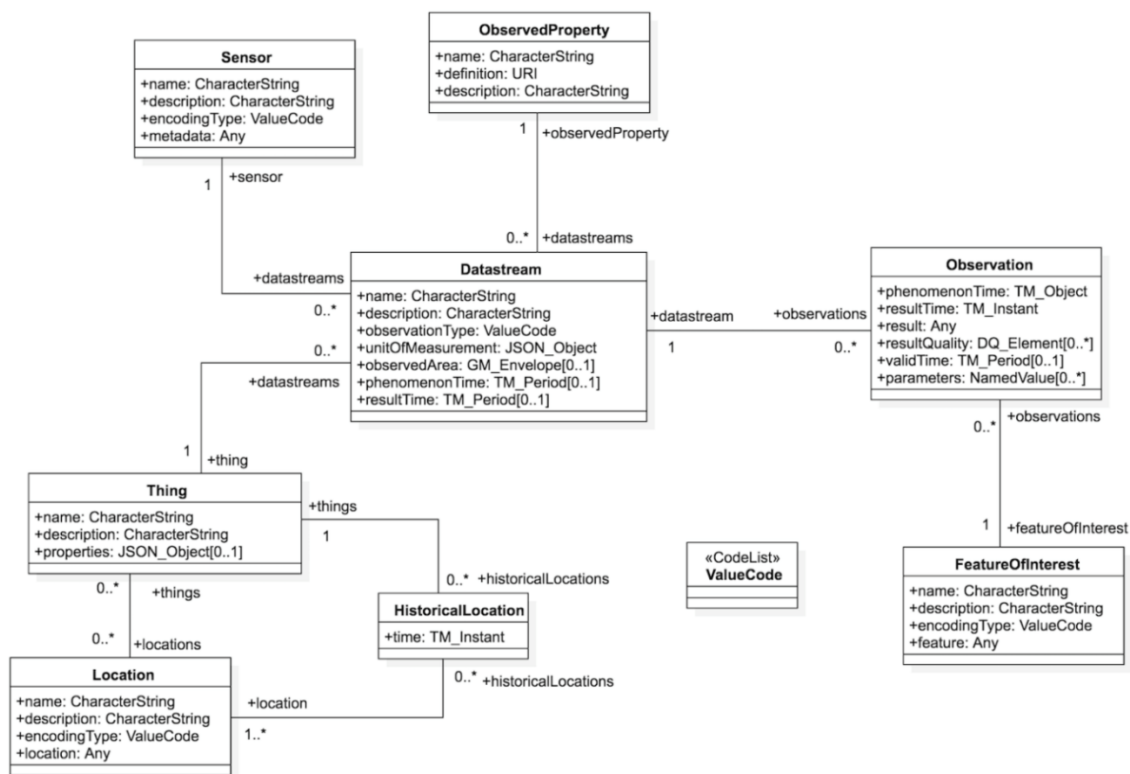 ObservedProperty
+name: CharacterString
+definition: URI
+description: CharacterString
Sensor
+name: CharacterString
+description: CharacterString
+encodingType: ValueCode
+metadata: Any
1
+observedProperty
1
+sensor
0..*
+datastreams
+datastreams
0..*
Datastream
+name: CharacterString
+description: CharacterString
+observationType: ValueCode
+unitOfMeasurement: JSON_Object
+observedArea: GM_Envelope[0..1]
+phenomenonTime: TM_Period[0..1]
+resultTime: TM_Period[0..1]
+datastream
1
+observations
0..*
Observation
+phenomenonTime: TM_Object
+resultTime: TM_Instant
+result: Any
+resultQuality: DQ_Element[0..*]
+validTime: TM_Period[0..1]
+parameters: NamedValue[0..*]
0..*
+datastreams
0..*
+observations
1
+thing
Thing
+name: CharacterString
+description: CharacterString
+properties: JSON_Object[0..1]
+things
1
1
+featureOfInterest
0..*
+historicalLocations
«CodeList»
ValueCode
FeatureOfInterest
+name: CharacterString
+description: CharacterString
+encodingType: ValueCode
+feature: Any
0..*
+things
HistoricalLocation
+time: TM_Instant
0..*
+locations
0..*
+historicalLocations
Location
+name: CharacterString
+description: CharacterString
+encodingType: ValueCode
+location: Any
+location
1..*